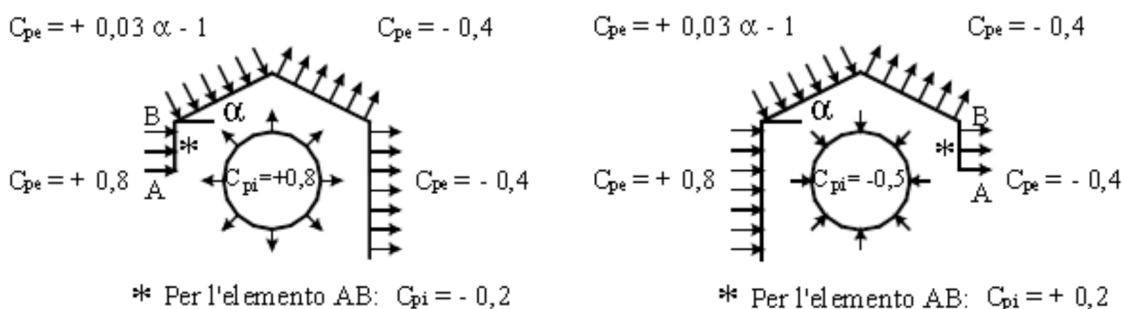 Cpe = + 0,03 α - 1
Cpe = - 0,4
B
α
*
Cpe = + 0,8
A
Cpi=+0,8
Cpe = - 0,4
* Per l'elemento AB: Cpi = - 0,2
Cpe = + 0,03 α - 1
Cpe = - 0,4
α
B
*
Cpe = + 0,8
Cpi= -0,5
A
Cpe = - 0,4
* Per l'elemento AB: Cpi = + 0,2